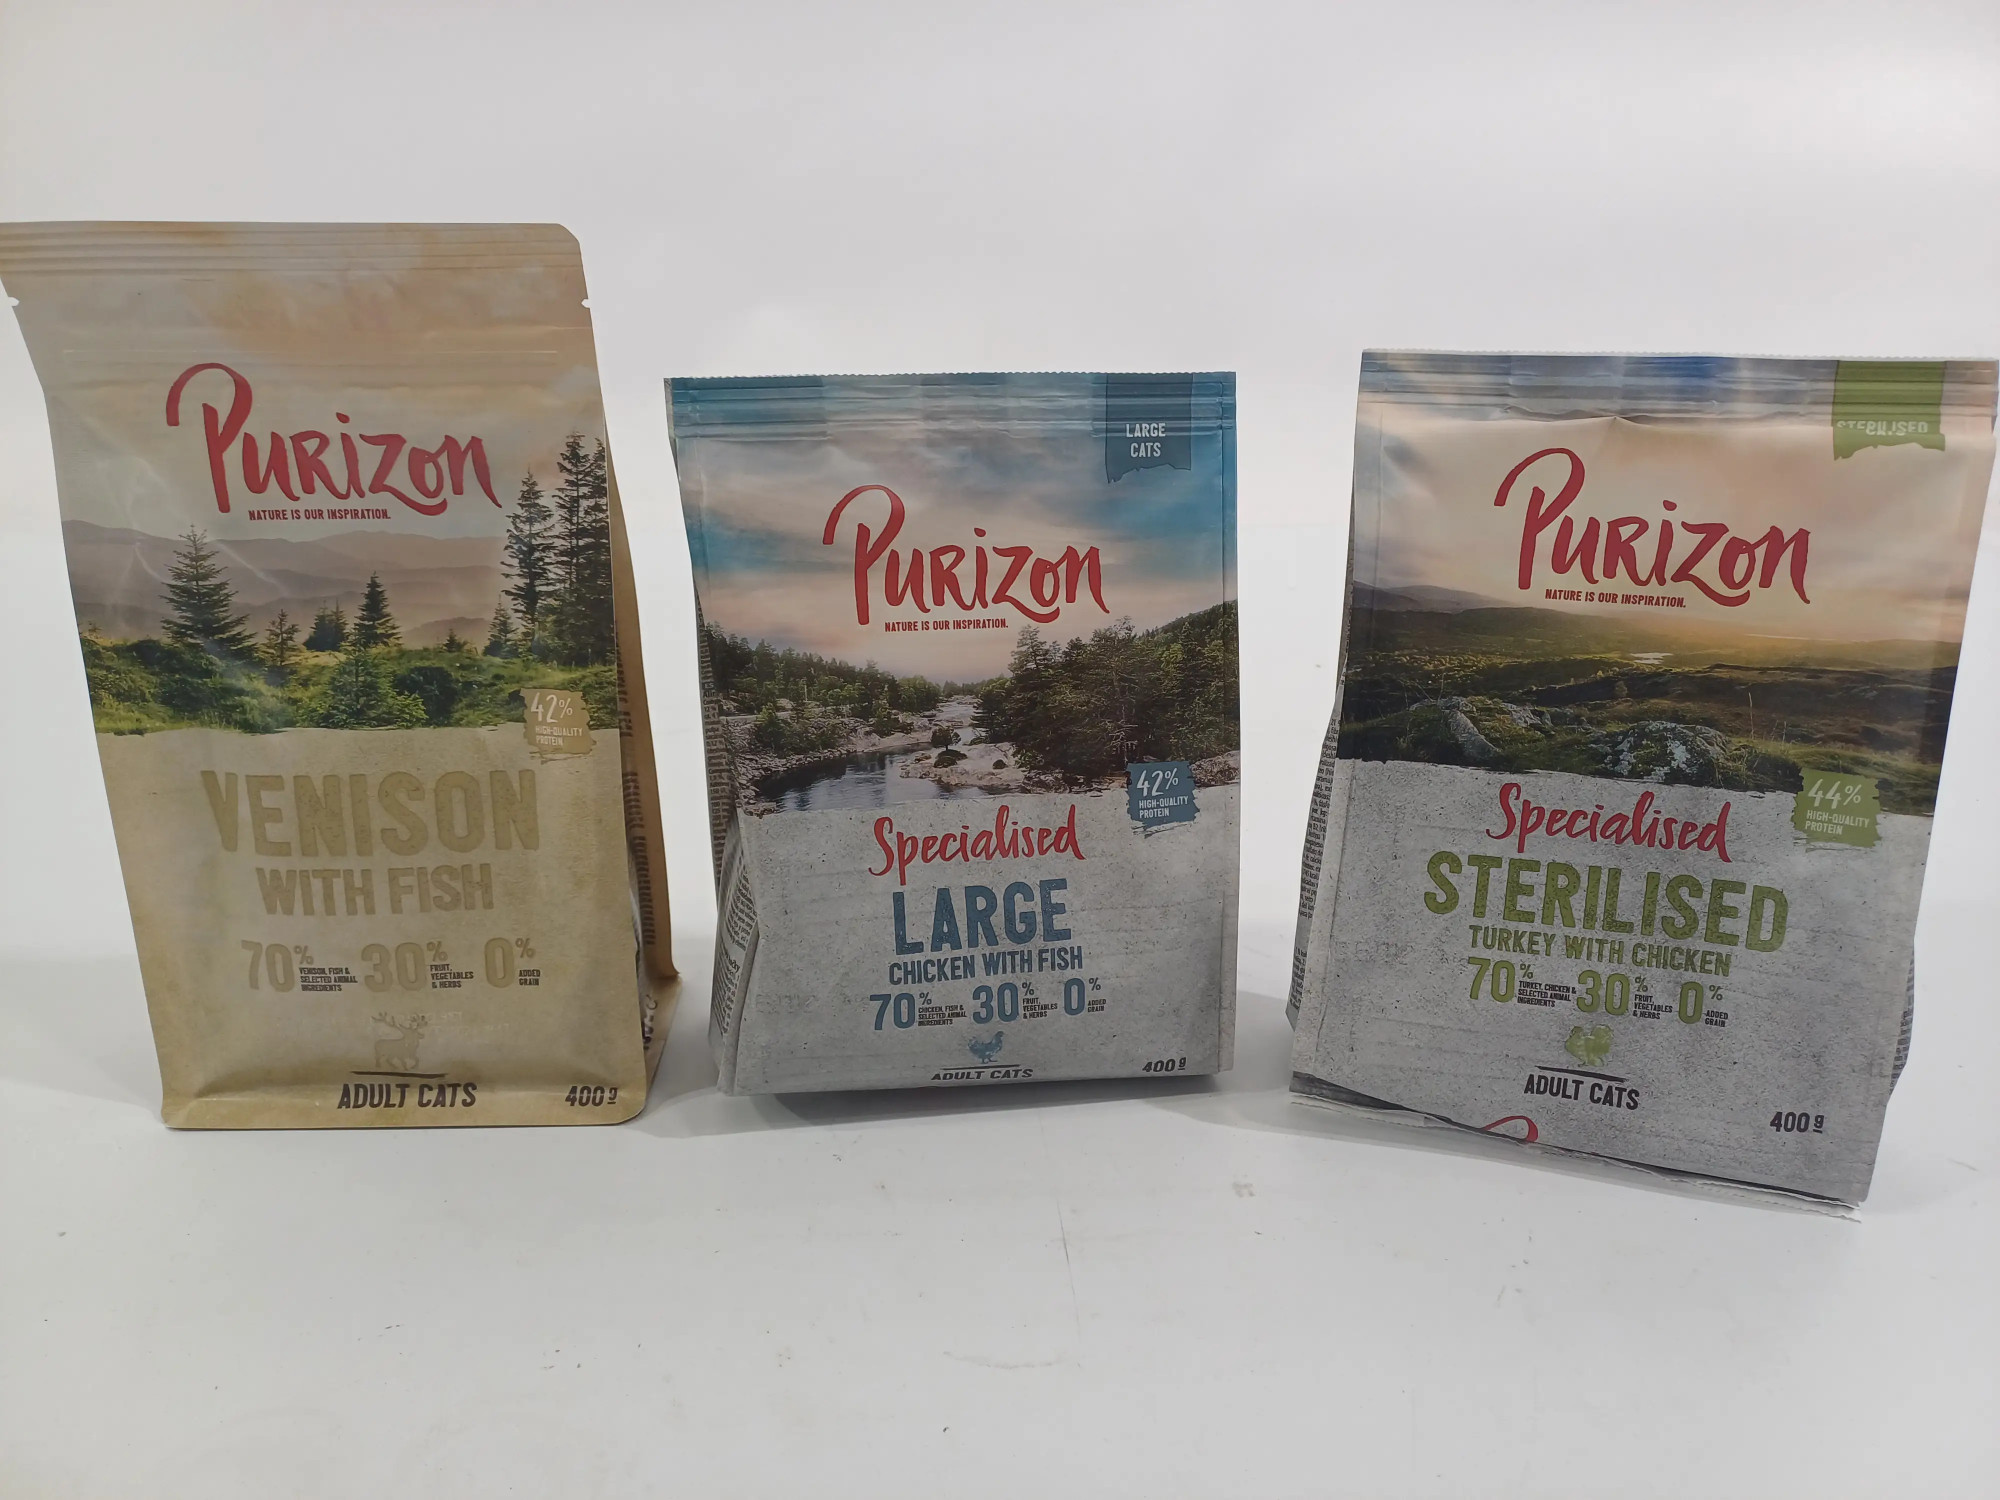 Purizon
NATURE IS OUR INSPIRATION.
42%
HIGH-QUALITY
PROTEIN
VENISON
WITH FISH
70%
VENISON, FISH &
SELECTED ANIMAL
INGREDIENTS
30%
FRUIT,
VEGETABLES
& HERBS
0%
ADDED
GRAIN
ADULT CATS
400g
LARGE
CATS
Purizon
NATURE IS OUR INSPIRATION.
42%
HIGH-QUALITY
PROTEIN
Specialised
LARGE
CHICKEN WITH FISH
70%
CHICKEN, FISH &
SELECTED ANIMAL
INGREDIENTS
30%
FRUIT,
VEGETABLES
& HERBS
0%
ADDED
GRAIN
ADULT CATS
400g
STERILISED
Purizon
NATURE IS OUR INSPIRATION.
44%
HIGH-QUALITY
PROTEIN
Specialised
STERILISED
TURKEY WITH CHICKEN
70%
TURKEY, CHICKEN &
SELECTED ANIMAL
INGREDIENTS
30%
FRUIT,
VEGETABLES
& HERBS
0%
ADDED
GRAIN
ADULT CATS
400g